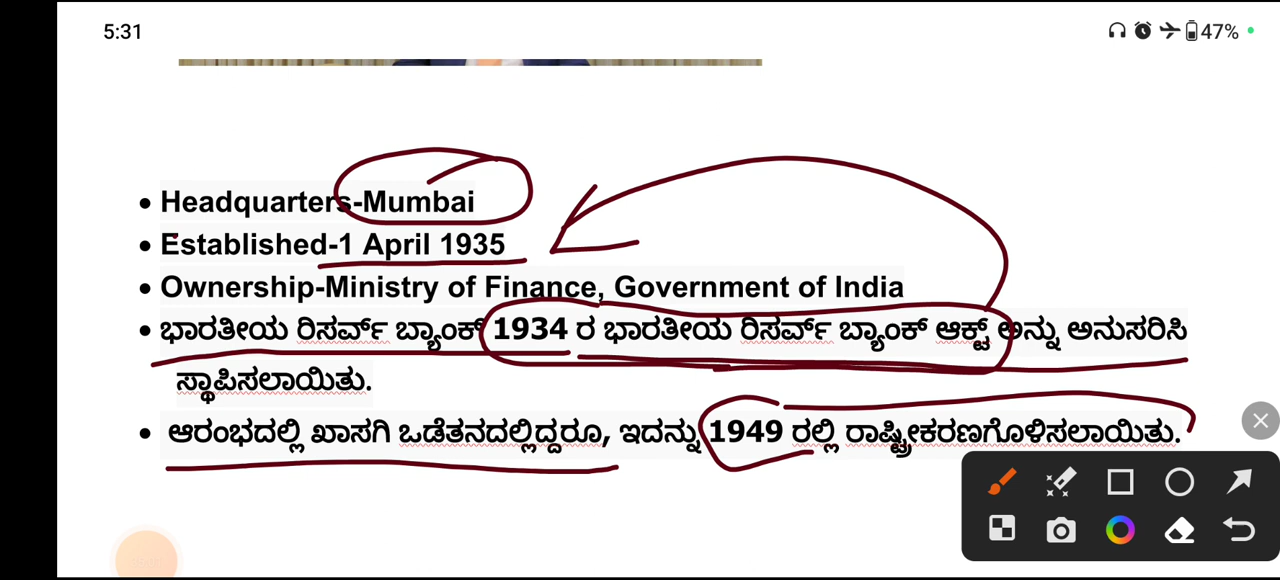 5:31
47%
• Headquarters-Mumbai
• Established-1 April 1935
• Ownership-Ministry of Finance, Government of India
• ಭಾರತೀಯ ರಿಸರ್ವ್ ಬ್ಯಾಂಕ್ 1934 ರ ಭಾರತೀಯ ರಿಸರ್ವ್ ಬ್ಯಾಂಕ್ ಆಕ್ಟ್ ಅನ್ನು ಅನುಸರಿಸಿ
ಸ್ಥಾಪಿಸಲಾಯಿತು.
• ಆರಂಭದಲ್ಲಿ ಖಾಸಗಿ ಒಡೆತನದಲ್ಲಿದ್ದರೂ, ಇದನ್ನು 1949 ರಲ್ಲಿ ರಾಷ್ಟ್ರೀಕರಣಗೊಳಿಸಲಾಯಿತು.